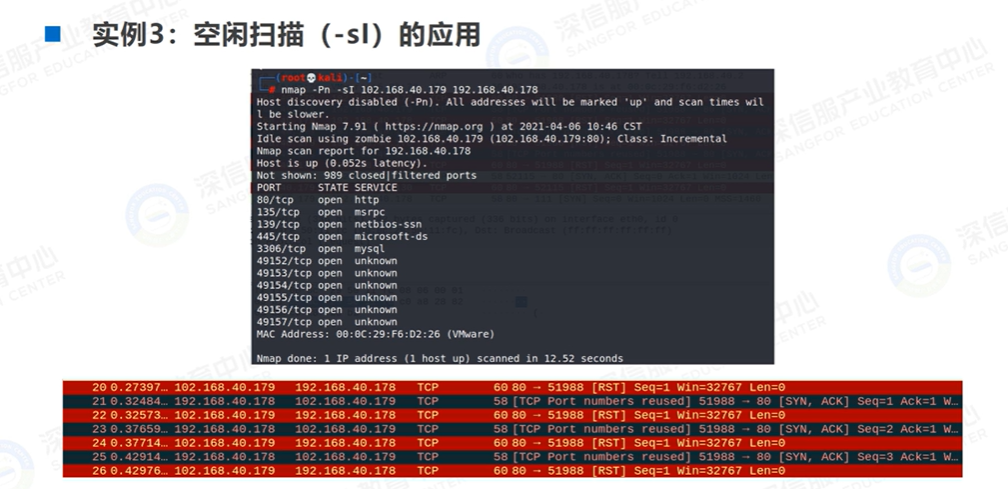 实例3：空闲扫描（-sI）的应用
(root💀kali)-[~]
# nmap -Pn -sI 102.168.40.179 192.168.40.178
Host discovery disabled (-Pn). All addresses will be marked 'up' and scan times wil
l be slower.
Starting Nmap 7.91 ( https://nmap.org ) at 2021-04-06 10:46 CST
Idle scan using zombie 102.168.40.179 (102.168.40.179:80); Class: Incremental
Nmap scan report for 192.168.40.178
Host is up (0.052s latency).
Not shown: 989 closed|filtered ports
PORT STATE SERVICE
80/tcp open http
135/tcp open msrpc
139/tcp open netbios-ssn
445/tcp open microsoft-ds
3306/tcp open mysql
49152/tcp open unknown
49153/tcp open unknown
49154/tcp open unknown
49155/tcp open unknown
49156/tcp open unknown
49157/tcp open unknown
MAC Address: 00:0C:29:F6:D2:26 (VMware)
Nmap done: 1 IP address (1 host up) scanned in 12.52 seconds
20 0.27397… 102.168.40.179 192.168.40.178 TCP 60 80 → 51988 [RST] Seq=1 Win=32767 Len=0
21 0.32484… 192.168.40.178 102.168.40.179 TCP 58 [TCP Port numbers reused] 51988 → 80 [SYN, ACK] Seq=1 Ack=1 W…
22 0.32573… 102.168.40.179 192.168.40.178 TCP 60 80 → 51988 [RST] Seq=1 Win=32767 Len=0
23 0.37659… 192.168.40.178 102.168.40.179 TCP 58 [TCP Port numbers reused] 51988 → 80 [SYN, ACK] Seq=2 Ack=1 W…
24 0.37714… 102.168.40.179 192.168.40.178 TCP 60 80 → 51988 [RST] Seq=1 Win=32767 Len=0
25 0.42914… 192.168.40.178 102.168.40.179 TCP 58 [TCP Port numbers reused] 51988 → 80 [SYN, ACK] Seq=3 Ack=1 W…
26 0.42976… 102.168.40.179 192.168.40.178 TCP 60 80 → 51988 [RST] Seq=1 Win=32767 Len=0
深信服产业教育中心
SANGFOR EDUCATION CENTER